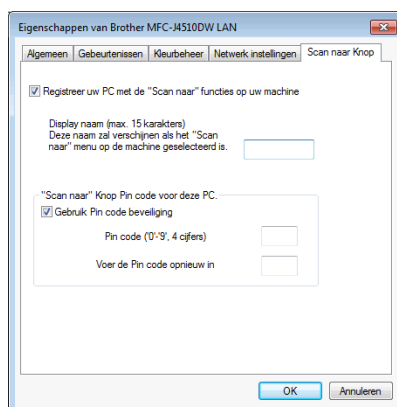 Eigenschappen van Brother MFC-J4510DW LAN
Algemeen Gebeurtenissen Kleurbeheer Netwerk instellingen Scan naar Knop
Registreer uw PC met de "Scan naar" functies op uw machine
Display naam (max. 15 karakters)
Deze naam zal verschijnen als het "Scan
naar" menu op de machine geselecteerd is.
"Scan naar" Knop Pin code voor deze PC.
Gebruik Pin code beveiliging
Pin code ('0'-'9', 4 cijfers)
Voer de Pin code opnieuw in
OK Annuleren